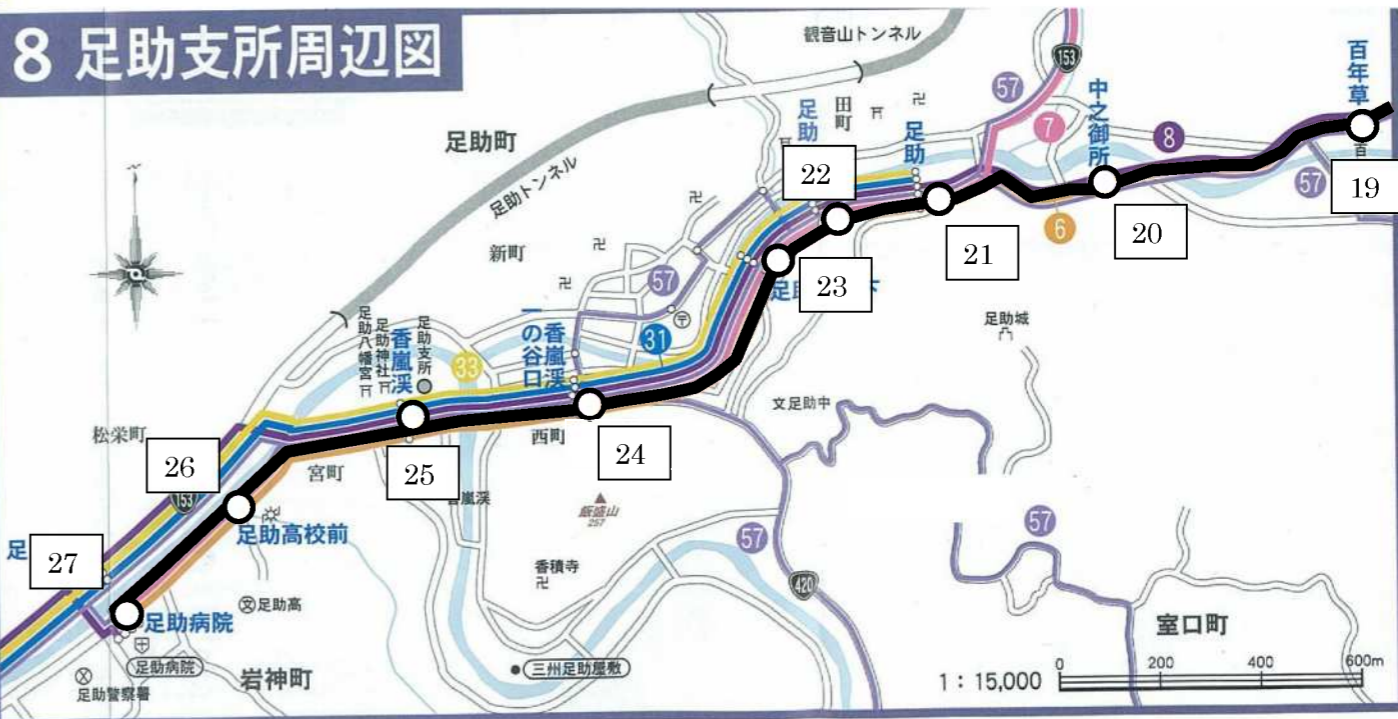 8 足助支所周辺図
観音山トンネル
153
57
百年草
中之御所
7
8
田町
足助
足助
足助町
足助トンネル
22
57
19
新町
6
20
21
23
57
31
足助城
足助支所
香嵐渓
足助神社
足助八幡宮
33
香嵐渓
一の谷口
文足助中
松栄町
26
西町
24
25
宮町
153
香嵐渓
飯盛山
257
足助高校前
57
57
27
足
香積寺
420
文足助高
足助病院
室口町
足助病院
三州足助屋敷
岩神町
足助警察署
1:15,000
0 200 400 600m